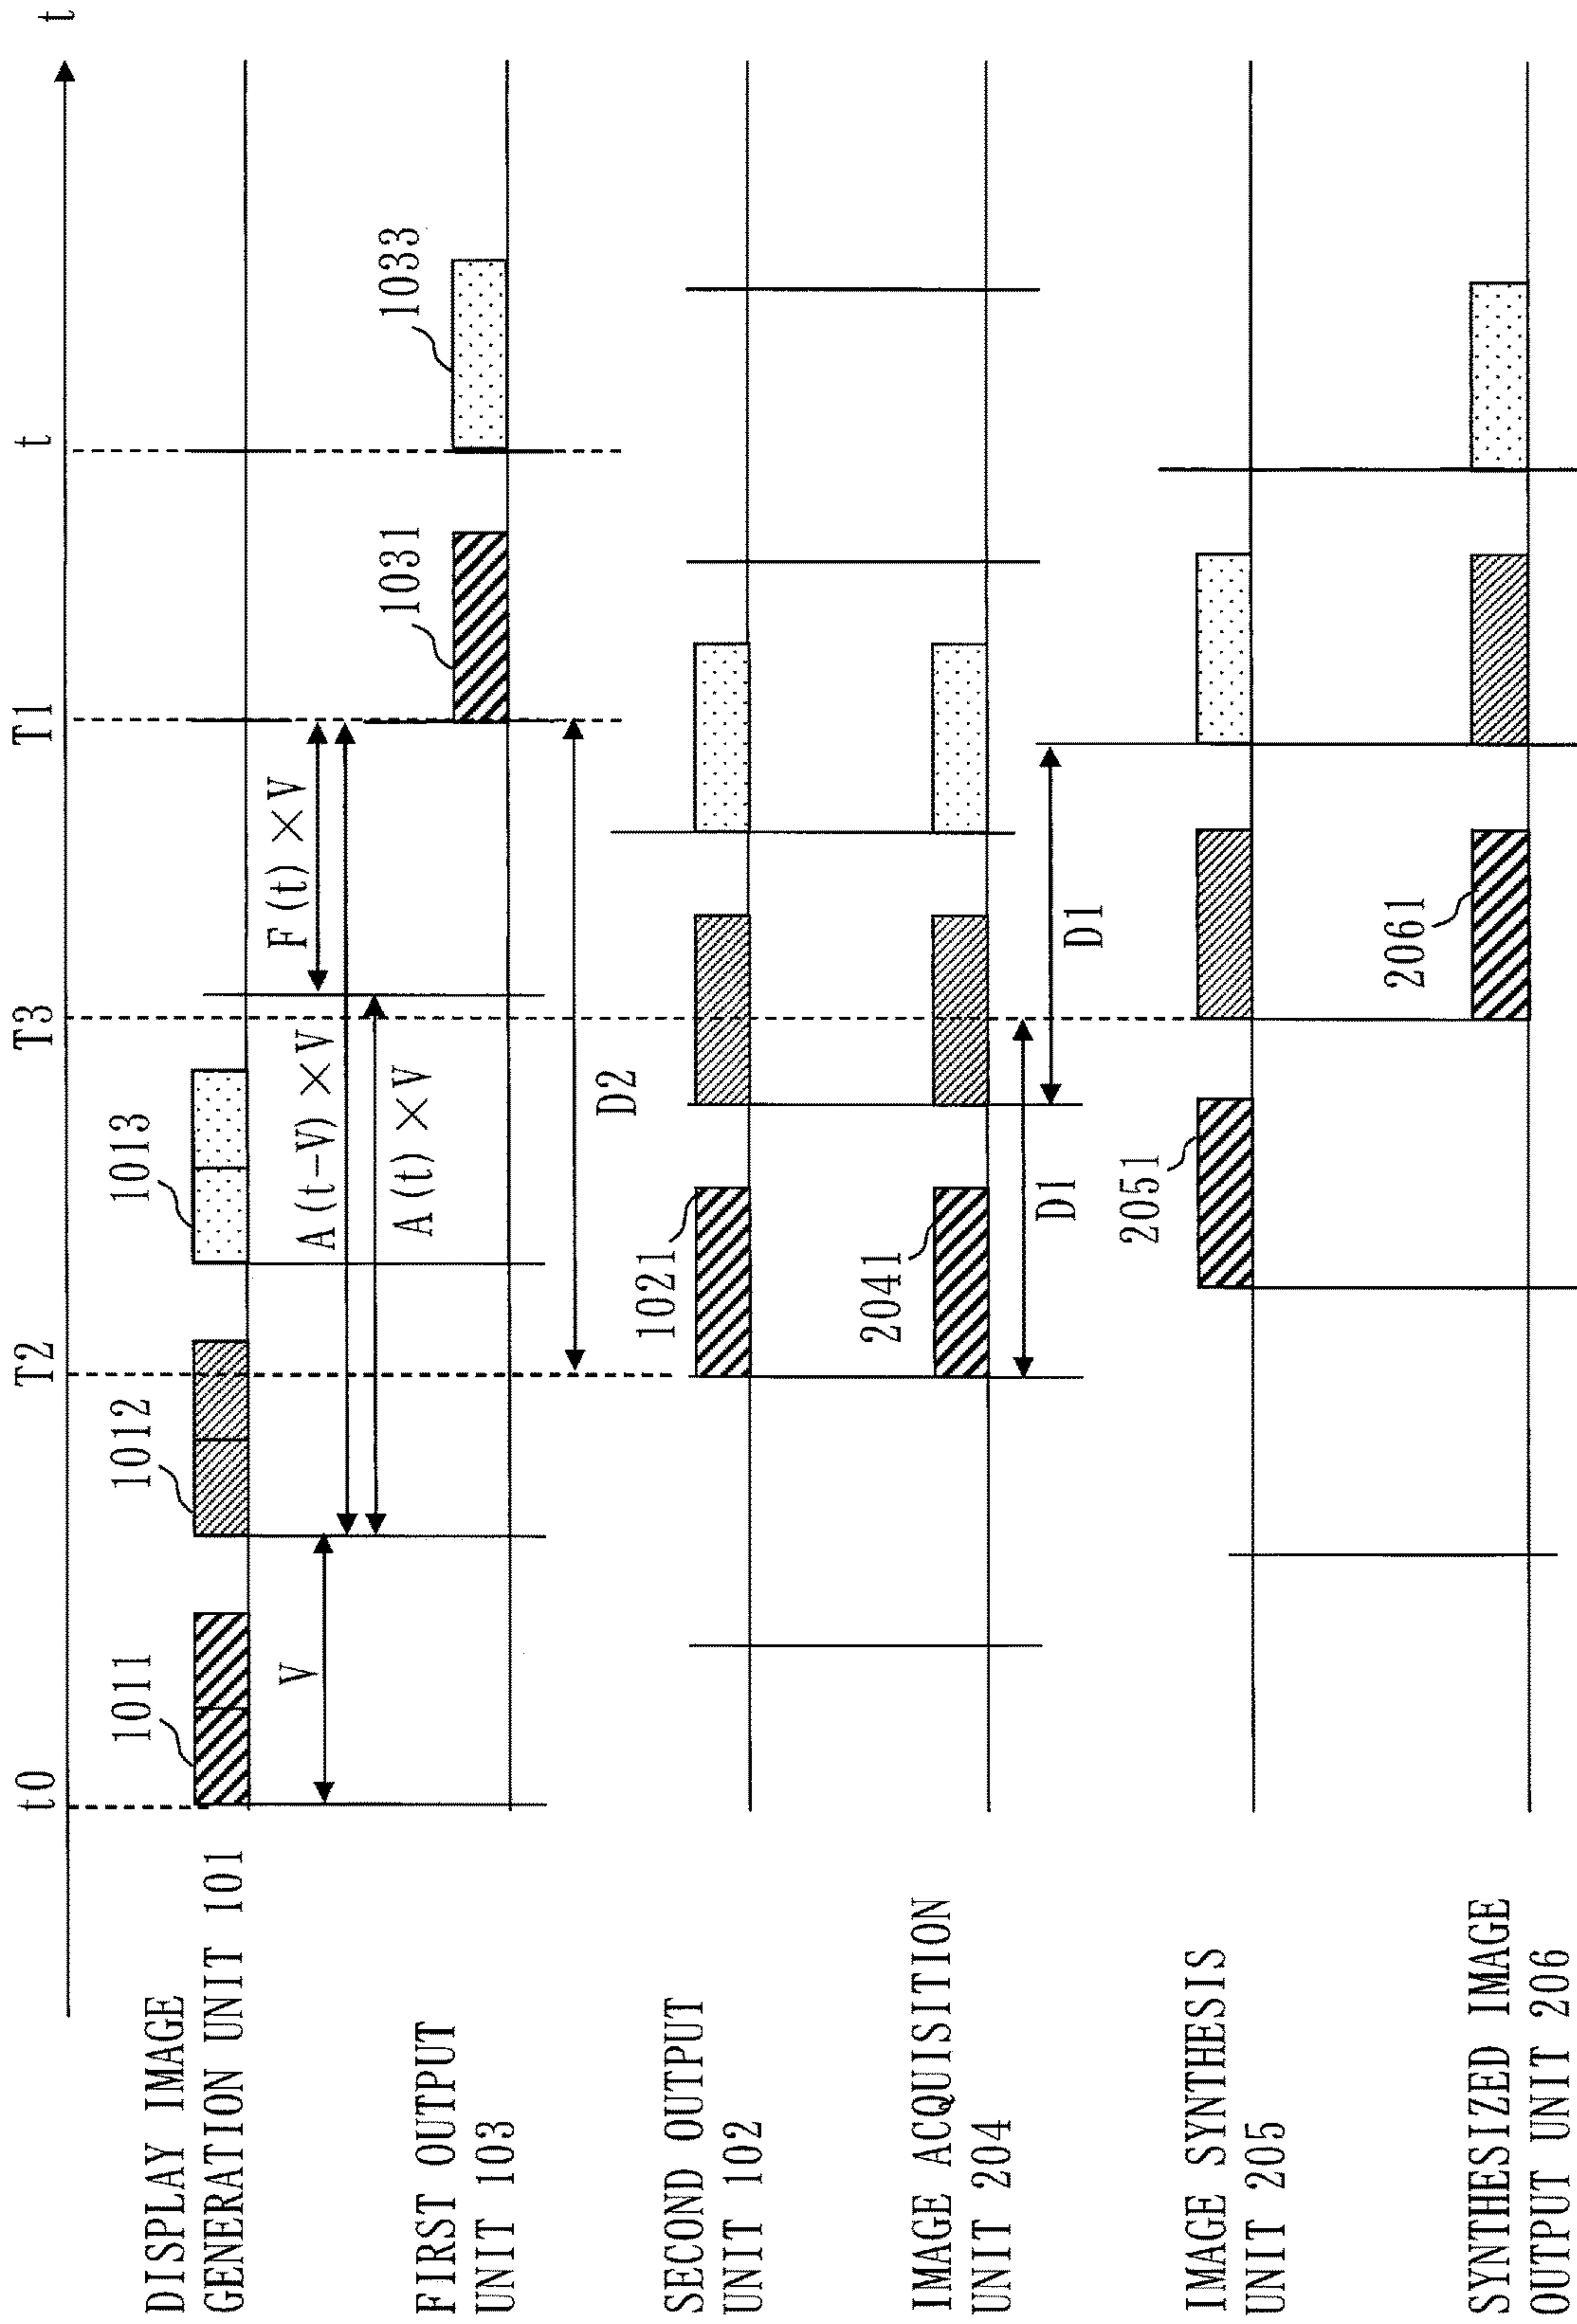 t0
T2
T3
T1
t
t
DISPLAY IMAGE
GENERATION UNIT 101
1011
1012
1013
V
A(t-V)×V
A(t)×V
F(t)×V
FIRST OUTPUT
UNIT 103
1031
1033
D2
SECOND OUTPUT
UNIT 102
1021
IMAGE ACQUISITION
UNIT 204
2041
D1
D1
IMAGE SYNTHESIS
UNIT 205
2051
SYNTHESIZED IMAGE
OUTPUT UNIT 206
2061